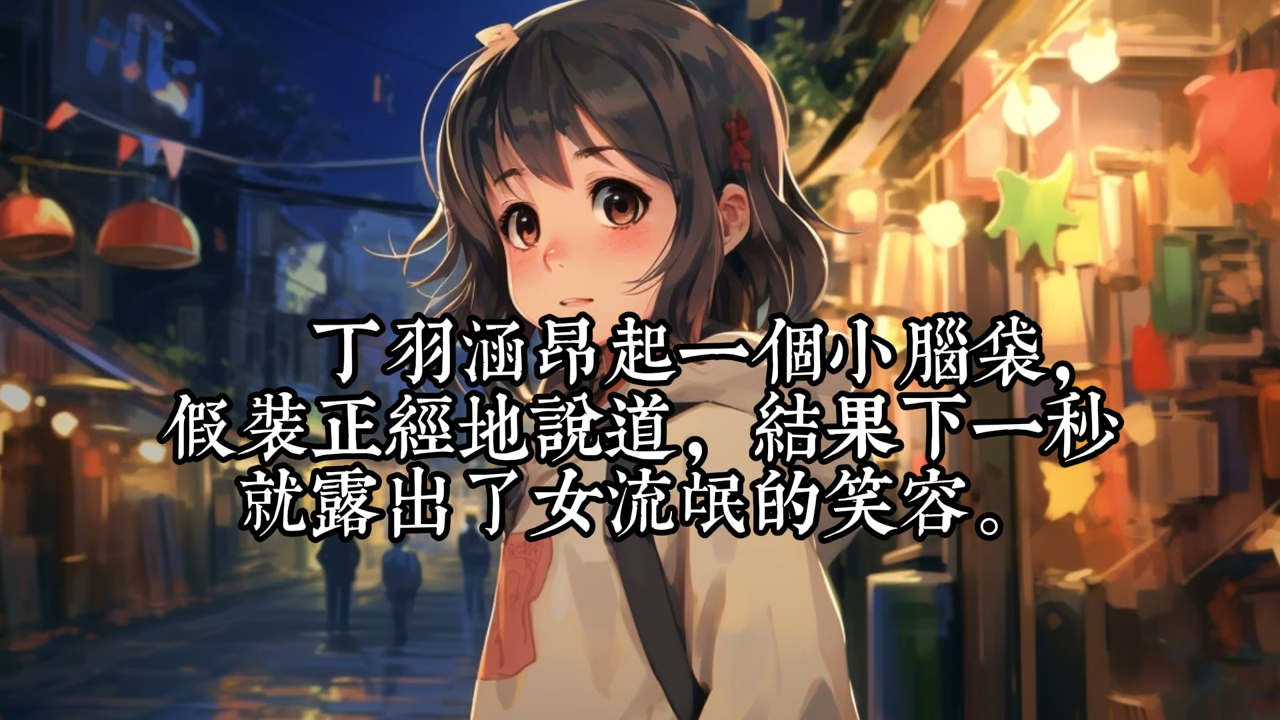 丁羽涵昂起一個小腦袋，
假裝正經地說道，結果下一秒
就露出了女流氓的笑容。